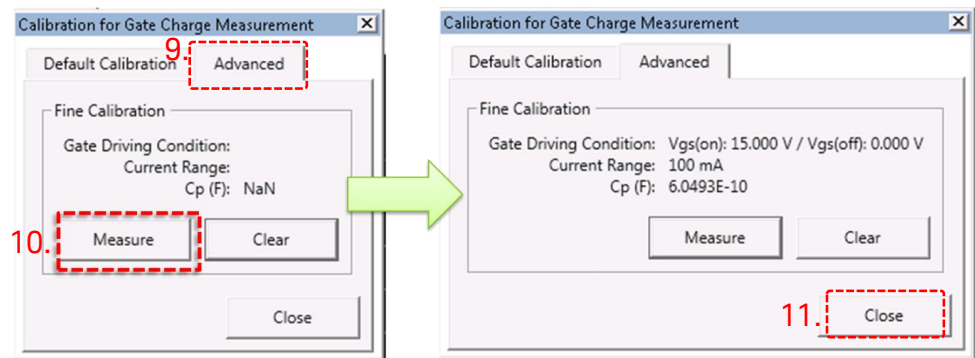 Calibration for Gate Charge Measurement
9.
Default Calibration
Advanced
Fine Calibration
Gate Driving Condition:
Current Range:
Cp (F): NaN
10.
Measure
Clear
Close
Calibration for Gate Charge Measurement
Default Calibration
Advanced
Fine Calibration
Gate Driving Condition: Vgs(on): 15.000 V / Vgs(off): 0.000 V
Current Range: 100 mA
Cp (F): 6.0493E-10
Measure
Clear
11.
Close